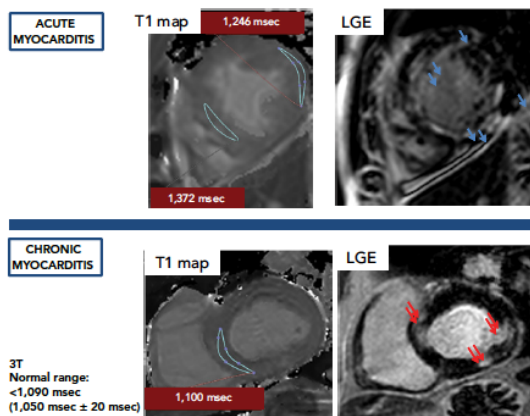 ACUTE
MYOCARDITIS
T1 map
1,246 msec
LGE
1,372 msec
CHRONIC
MYOCARDITIS
T1 map
LGE
3T
Normal range:
<1,090 msec
(1,050 msec ± 20 msec)
1,100 msec